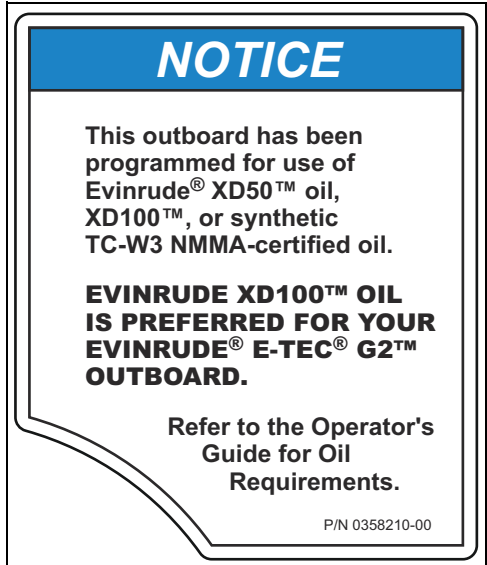 NOTICE
This outboard has been
programmed for use of
Evinrude® XD50™ oil,
XD100™, or synthetic
TC-W3 NMMA-certified oil.
EVINRUDE XD100™ OIL
IS PREFERRED FOR YOUR
EVINRUDE® E-TEC® G2™
OUTBOARD.
Refer to the Operator's
Guide for Oil
Requirements.
P/N 0358210-00